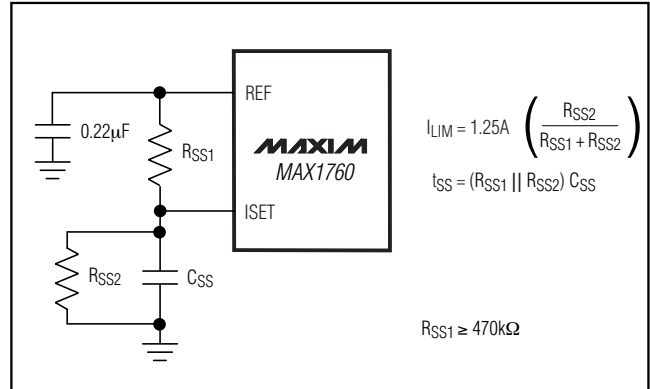 REF
0.22μF
RSS1
MAXIM
MAX1760
ILIM = 1.25A ( RSS2 / RSS1 + RSS2 )
tSS = (RSS1 || RSS2) CSS
ISET
RSS2
CSS
RSS1 ≥ 470kΩ